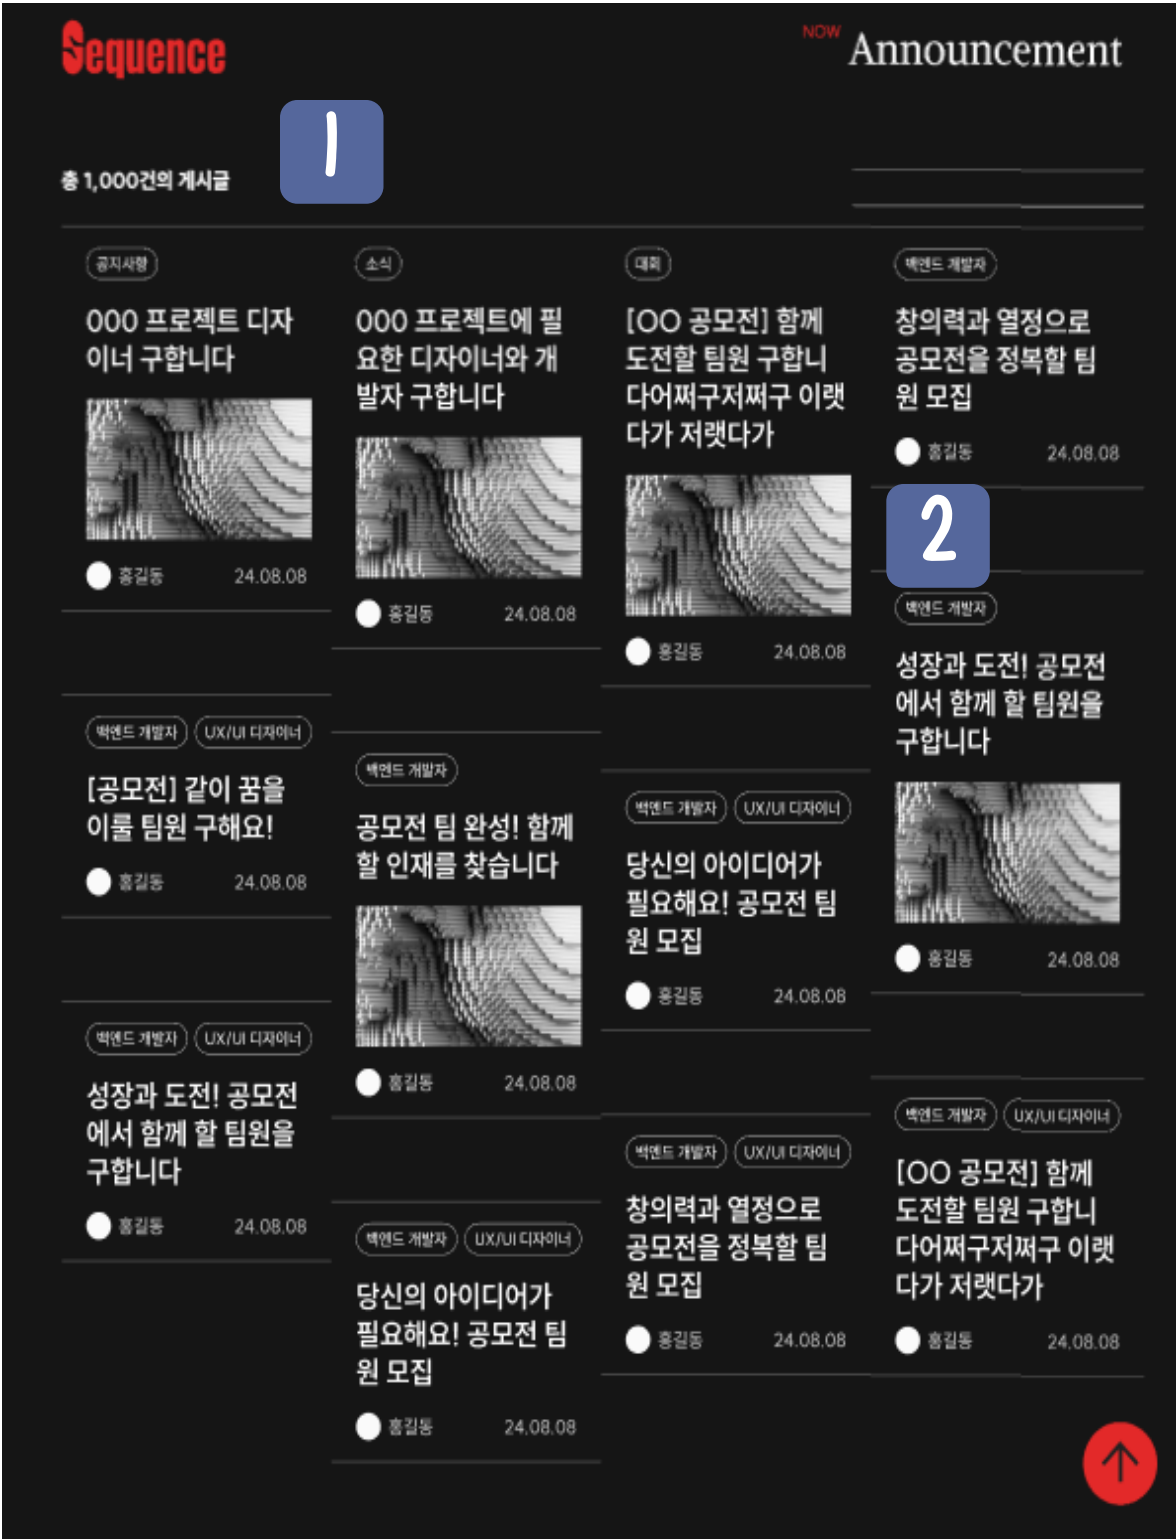 Sequence
NOW Announcement
1
총 1,000건의 게시글
공지사항
OOO 프로젝트 디자
이너 구합니다
홍길동 24.08.08
백엔드 개발자 UX/UI 디자이너
[공모전] 같이 꿈을
이룰 팀원 구해요!
홍길동 24.08.08
백엔드 개발자 UX/UI 디자이너
성장과 도전! 공모전
에서 함께 할 팀원을
구합니다
홍길동 24.08.08
소식
OOO 프로젝트에 필
요한 디자이너와 개
발자 구합니다
홍길동 24.08.08
백엔드 개발자
공모전 팀 완성! 함께
할 인재를 찾습니다
홍길동 24.08.08
백엔드 개발자 UX/UI 디자이너
당신의 아이디어가
필요해요! 공모전 팀
원 모집
홍길동 24.08.08
대회
[OO 공모전] 함께
도전할 팀원 구합니
다어쩌구저쩌구 이랫
다가 저랫다가
홍길동 24.08.08
백엔드 개발자 UX/UI 디자이너
당신의 아이디어가
필요해요! 공모전 팀
원 모집
홍길동 24.08.08
백엔드 개발자 UX/UI 디자이너
창의력과 열정으로
공모전을 정복할 팀
원 모집
홍길동 24.08.08
백엔드 개발자
창의력과 열정으로
공모전을 정복할 팀
원 모집
홍길동 24.08.08
2
백엔드 개발자
성장과 도전! 공모전
에서 함께 할 팀원을
구합니다
홍길동 24.08.08
백엔드 개발자 UX/UI 디자이너
[OO 공모전] 함께
도전할 팀원 구합니
다어쩌구저쩌구 이랫
다가 저랫다가
홍길동 24.08.08